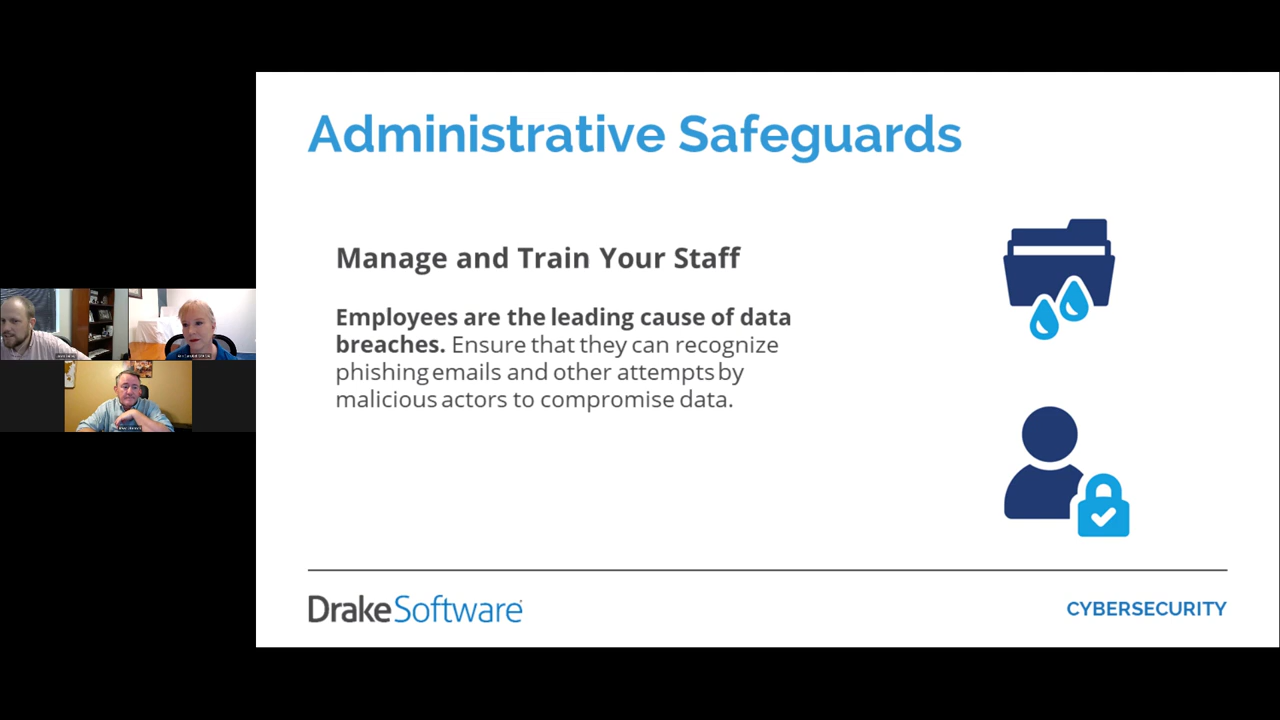 Administrative Safeguards
Manage and Train Your Staff
Employees are the leading cause of data
breaches. Ensure that they can recognize
phishing emails and other attempts by
malicious actors to compromise data.
DrakeSoftware
CYBERSECURITY